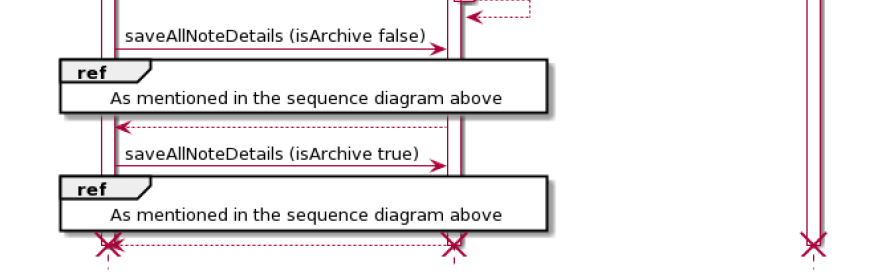 saveAllNoteDetails (isArchive false)
ref
As mentioned in the sequence diagram above
saveAllNoteDetails (isArchive true)
ref
As mentioned in the sequence diagram above